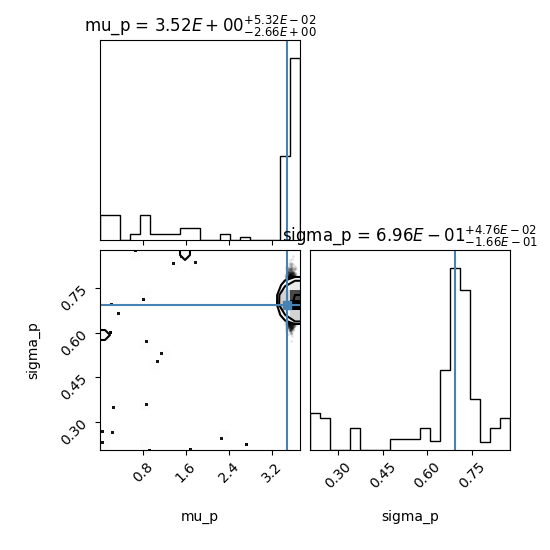 mu_p = 3.52E+00+5.32E−02 −2.66E+00
sigma_p = 6.96E−01+4.76E−02 −1.66E−01
sigma_p
0.75
0.60
0.45
0.30
0.8 1.6 2.4 3.2
0.30 0.45 0.60 0.75
mu_p
sigma_p